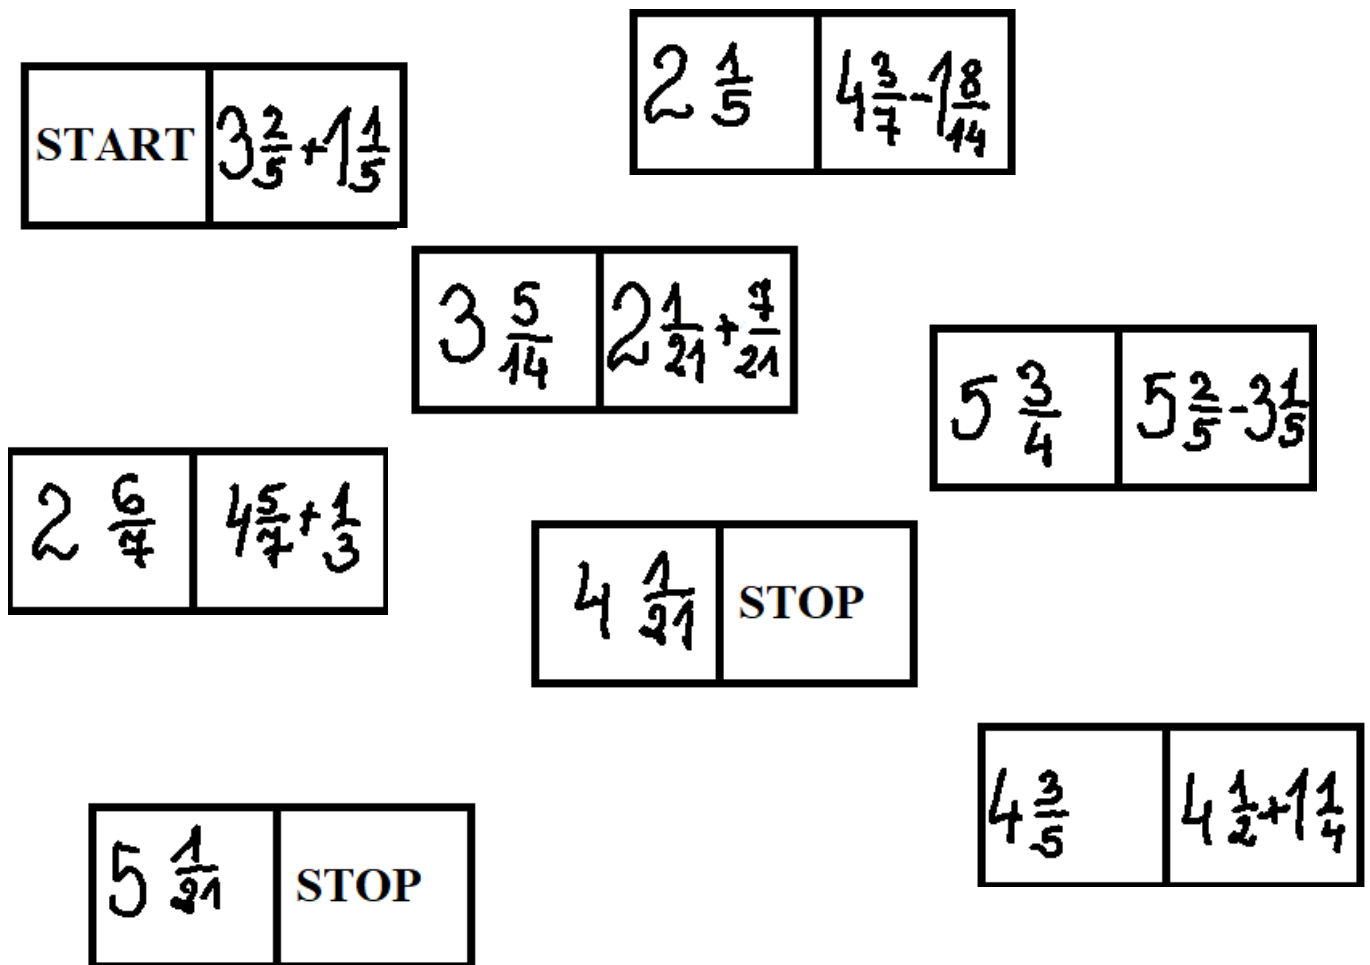 START 3 2/5 + 1 1/5
2 1/5 4 3/7 - 1 8/14
3 5/14 2 1/21 + 7/21
5 3/4 5 2/5 - 3 1/5
2 6/7 4 5/7 + 1/3
4 1/21 STOP
4 3/5 4 1/2 + 1 1/4
5 1/21 STOP